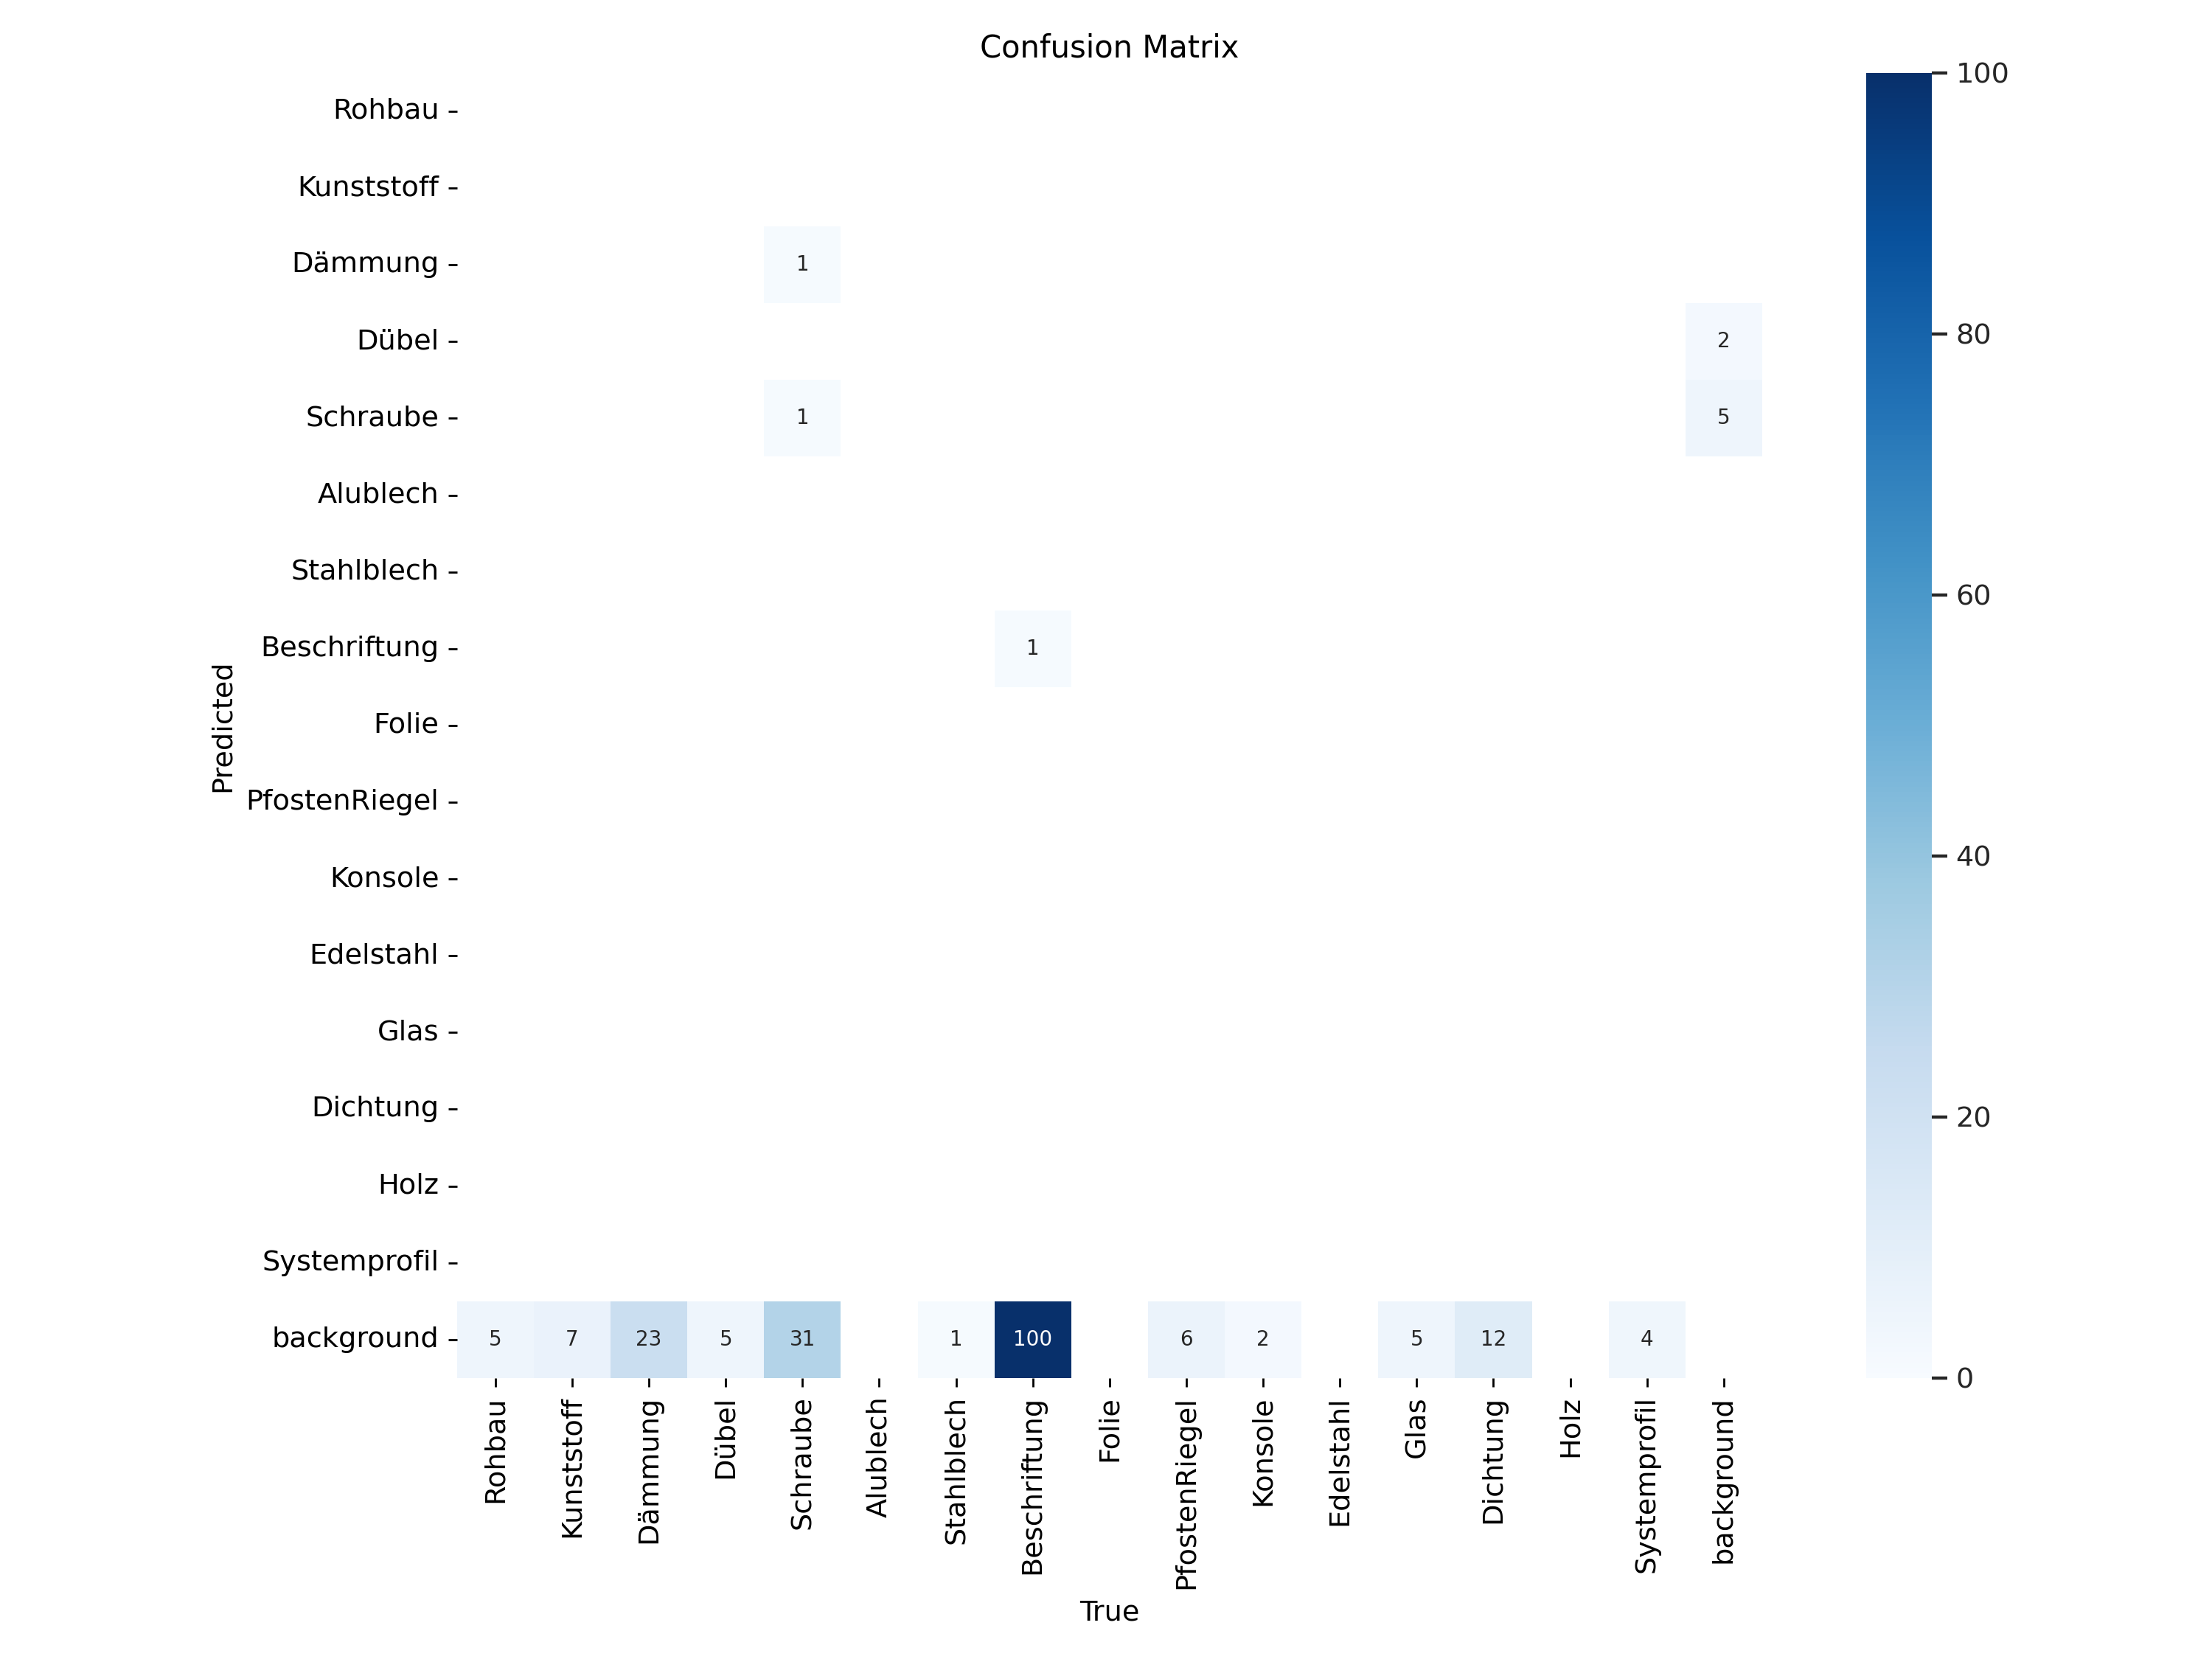 Confusion Matrix
Rohbau
Kunststoff
Dämmung
1
Dübel
2
Schraube
1 5
Alublech
Stahlblech
Beschriftung
1
Folie
PfostenRiegel
Konsole
Edelstahl
Glas
Dichtung
Holz
Systemprofil
background
5 7 23 5 31 1 100 6 2 5 12 4
Predicted
Rohbau
Kunststoff
Dämmung
Dübel
Schraube
Alublech
Stahlblech
Beschriftung
Folie
PfostenRiegel
Konsole
Edelstahl
Glas
Dichtung
Holz
Systemprofil
background
True
100
80
60
40
20
0